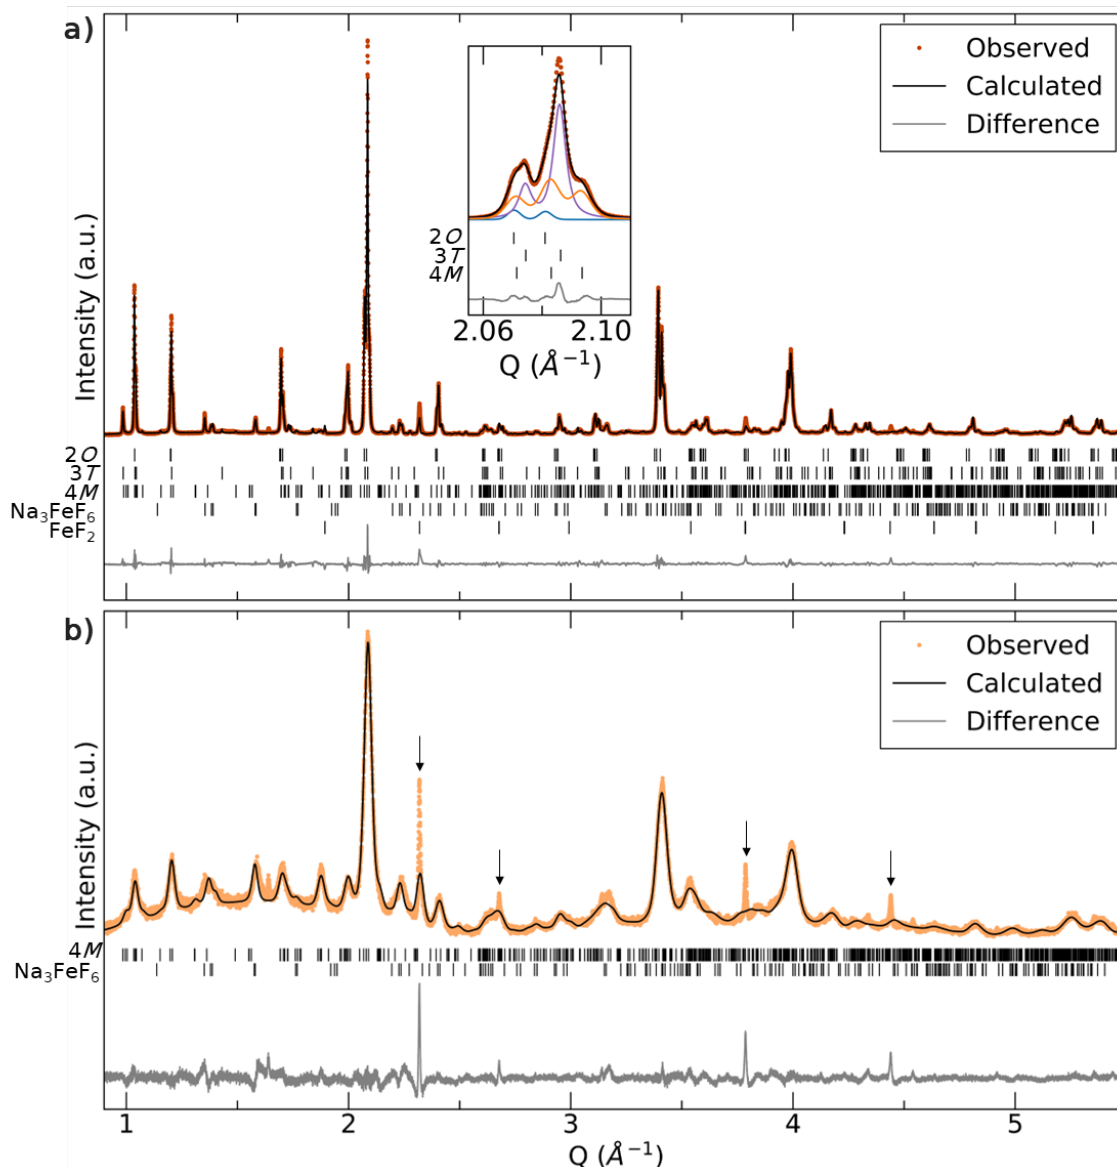 a)
Observed
Calculated
Difference
Intensity (a.u.)
2O
3T
4M
2.06 2.10
Q (Å⁻¹)
2O
3T
4M
Na₃FeF₆
FeF₂
b)
Observed
Calculated
Difference
Intensity (a.u.)
4M
Na₃FeF₆
1 2 3 4 5
Q (Å⁻¹)